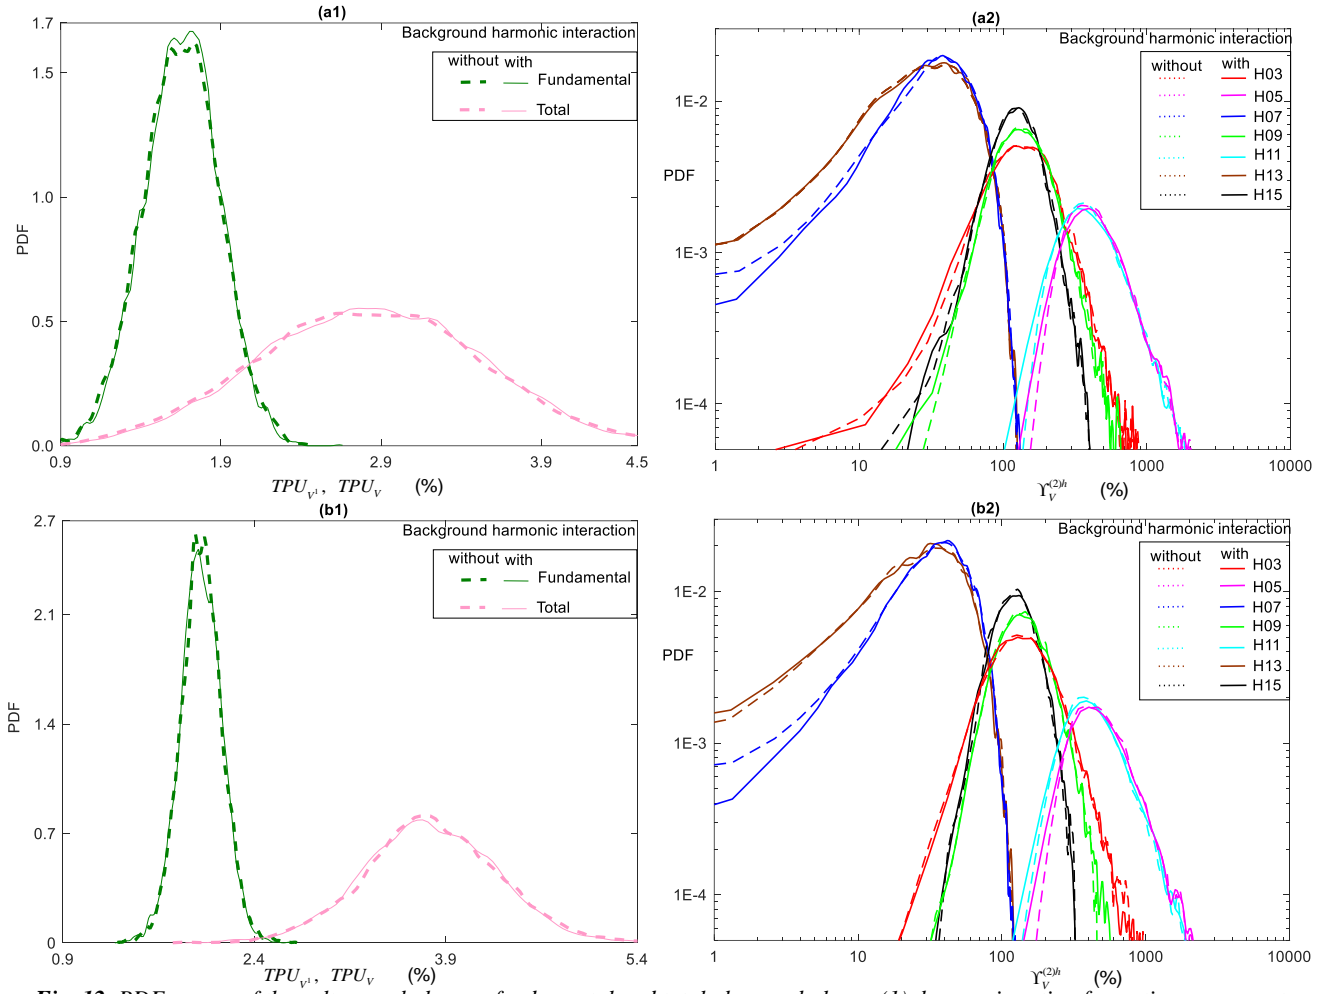 (a1)
1.7
1.5
1.0
0.5
0.0
PDF
0.9 1.9 2.9 3.9 4.5
TPU_{V^1}, TPU_V (%)
Background harmonic interaction
without with
Fundamental
Total
(a2)
1E-2
PDF
1E-3
1E-4
1 10 100 1000 10000
ϒ_V^{(2)h} (%)
Background harmonic interaction
without with
H03
H05
H07
H09
H11
H13
H15
(b1)
2.7
2.1
1.4
0.7
0
PDF
0.9 2.4 3.9 5.4
TPU_{V^1}, TPU_V (%)
Background harmonic interaction
without with
Fundamental
Total
(b2)
1E-2
PDF
1E-3
1E-4
1 10 100 1000 10000
ϒ_V^{(2)h} (%)
Background harmonic interaction
without with
H03
H05
H07
H09
H11
H13
H15